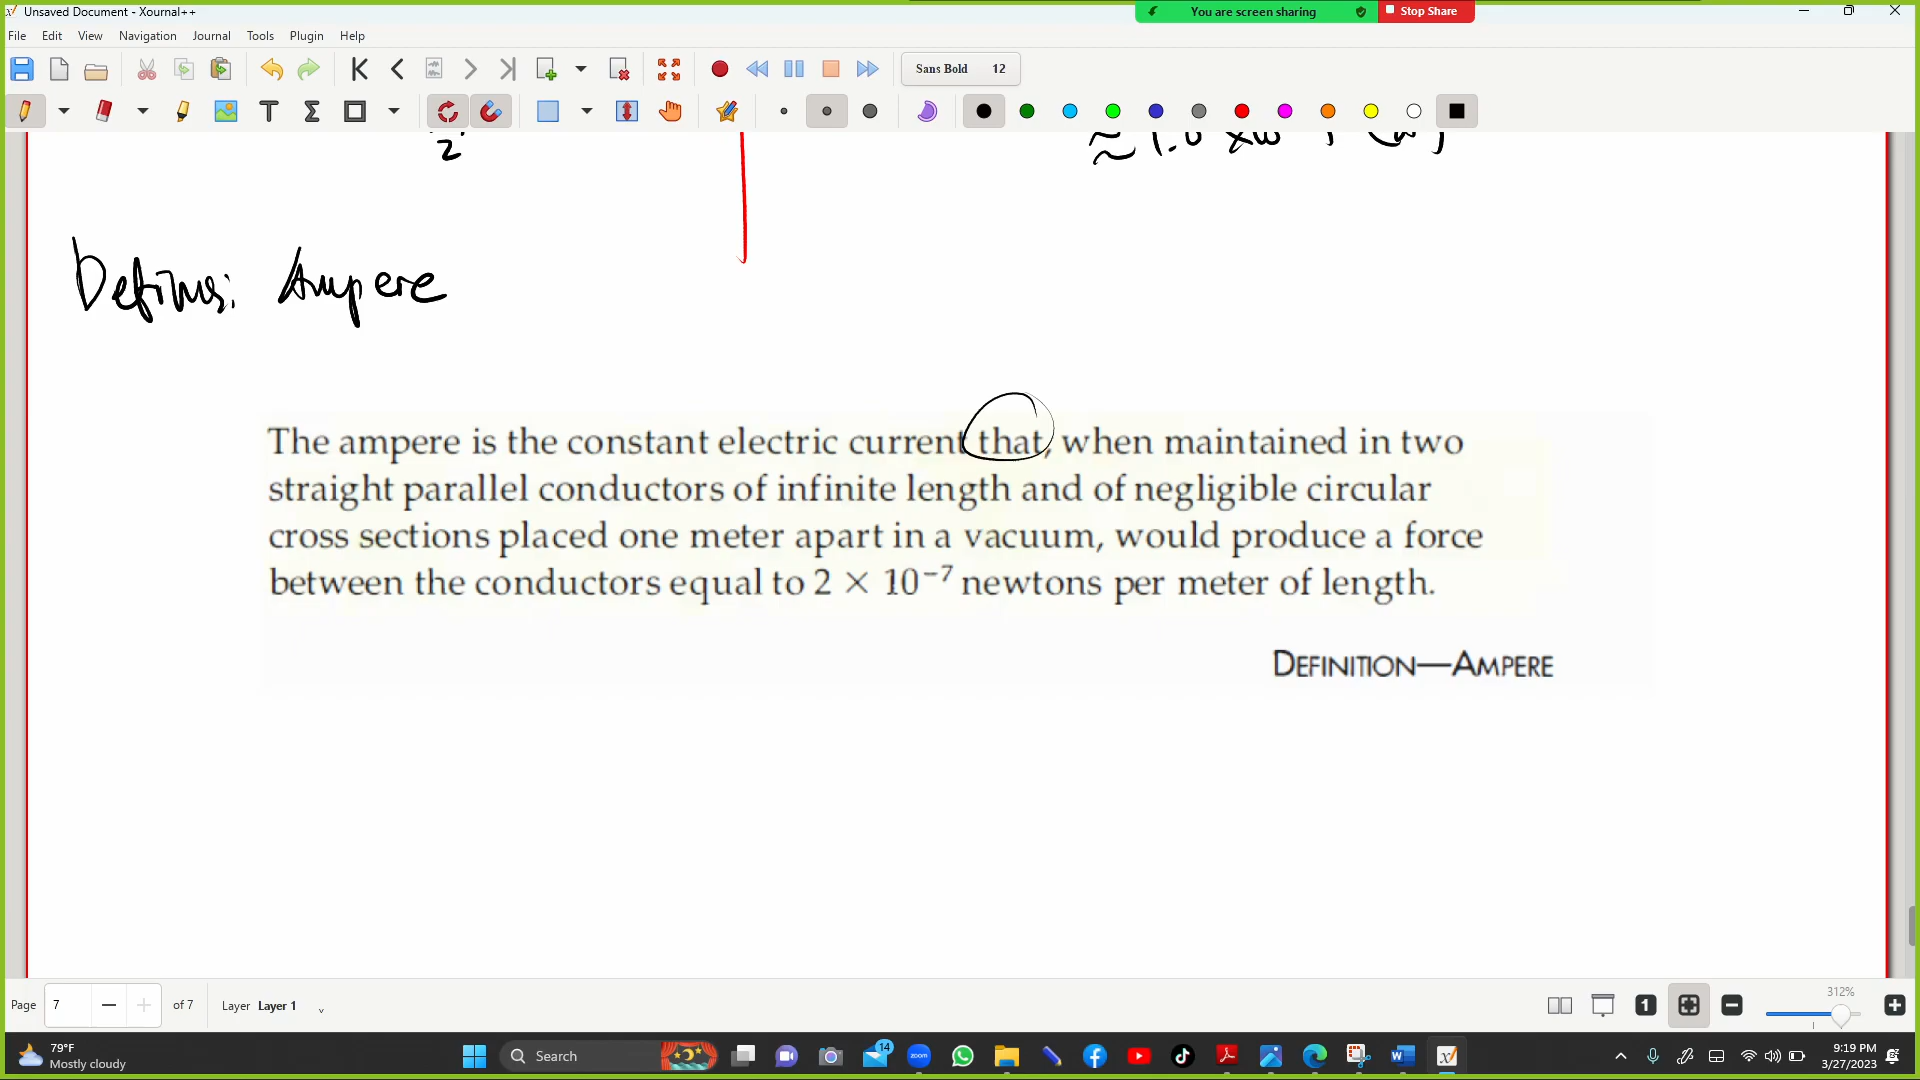 Unsaved Document - Xournal++
You are screen sharing
Stop Share
File Edit View Navigation Journal Tools Plugin Help
Sans Bold 12
2
Ampere
The ampere is the constant electric current that, when maintained in two
straight parallel conductors of infinite length and of negligible circular
cross sections placed one meter apart in a vacuum, would produce a force
between the conductors equal to 2 × 10⁻⁷ newtons per meter of length.
DEFINITION—AMPERE
Page 7 of 7 Layer Layer 1
312%
79°F
Mostly cloudy
Search
14
zoom
9:19 PM
3/27/2023